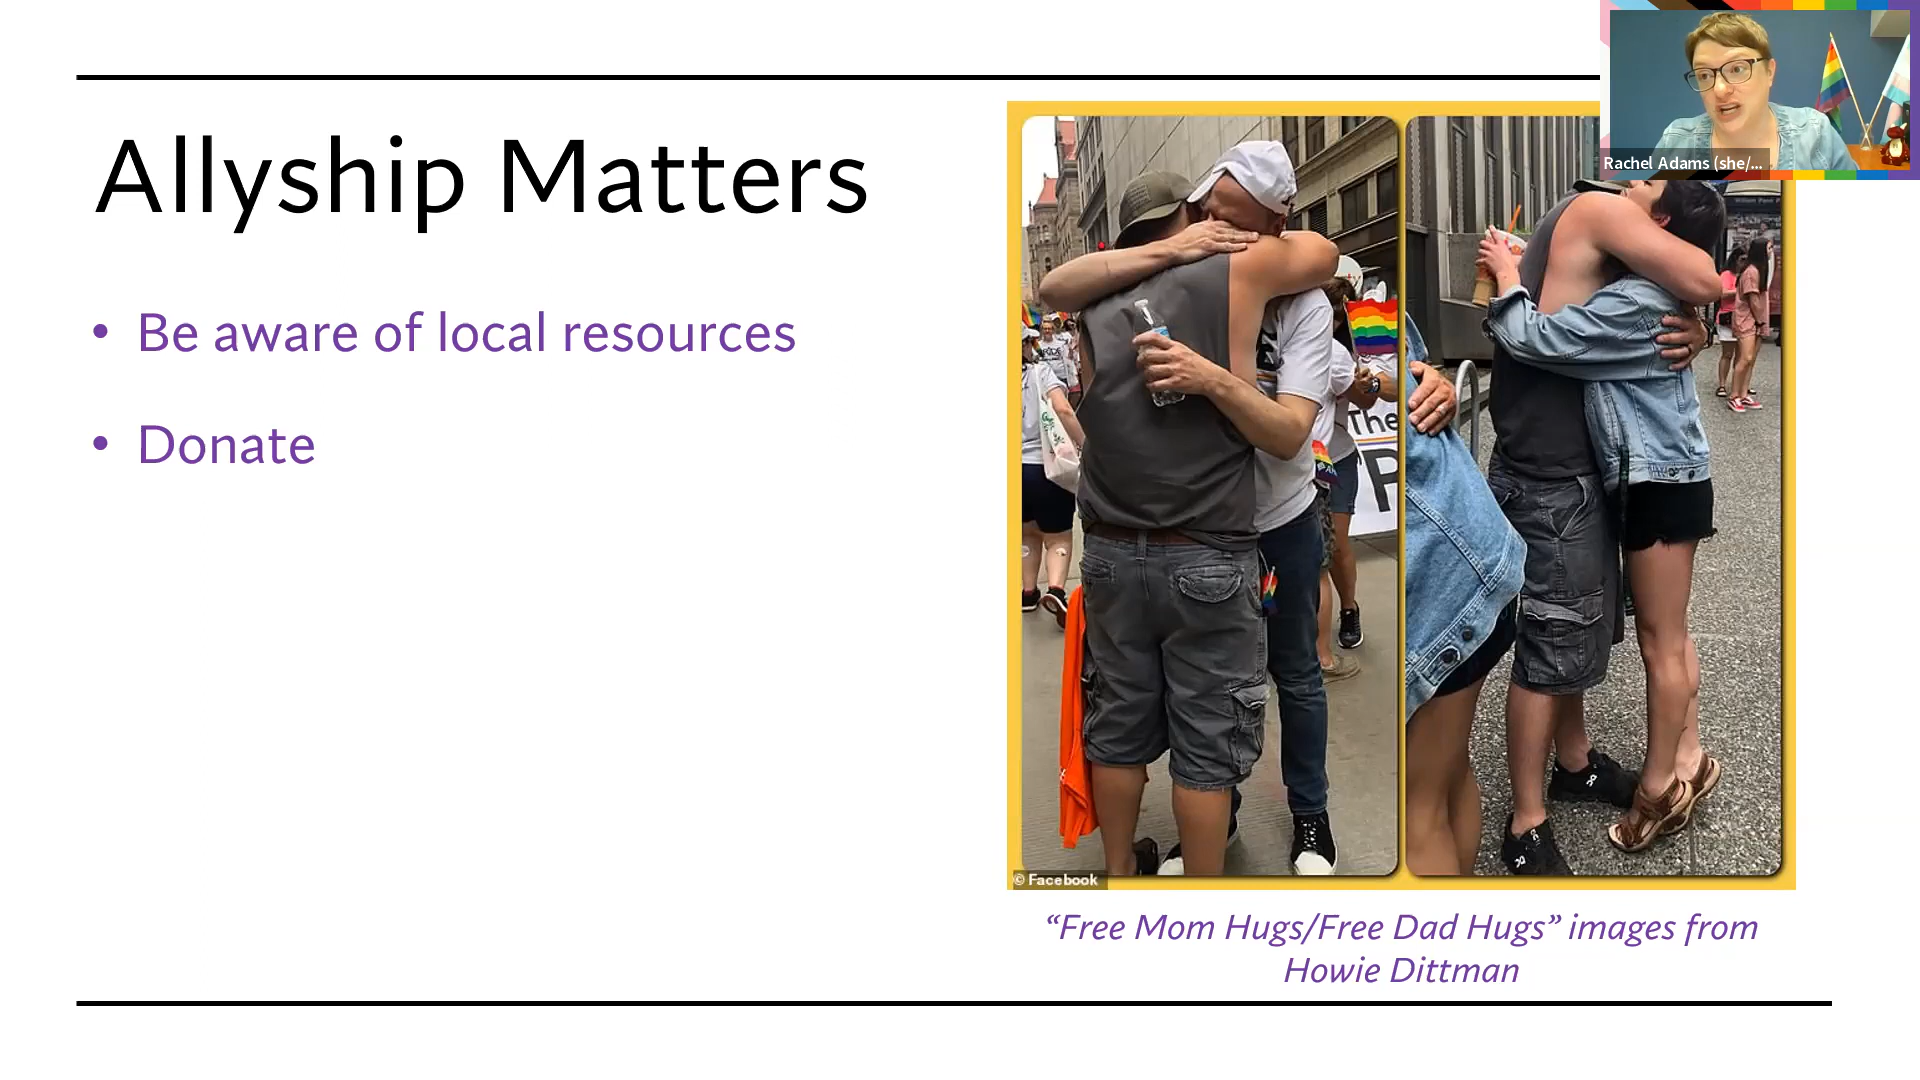 Allyship Matters
• Be aware of local resources
• Donate
Rachel Adams (she/...
The
© Facebook
“Free Mom Hugs/Free Dad Hugs” images from
Howie Dittman